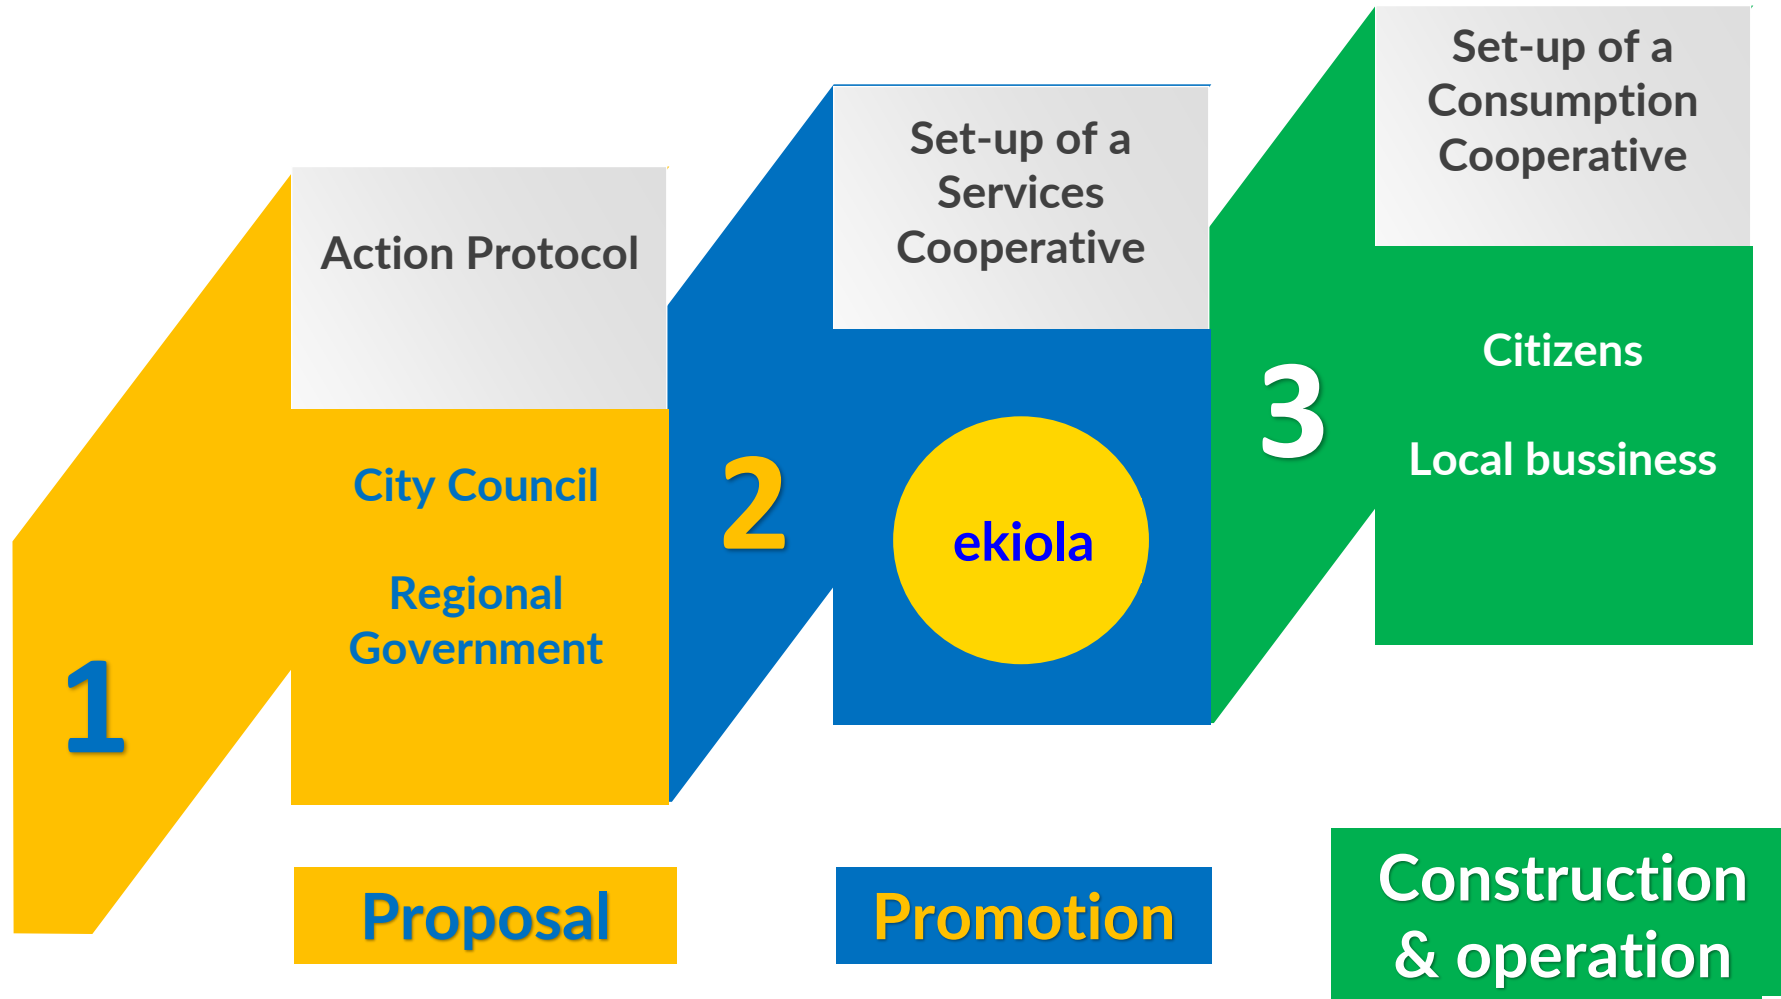 1
Action Protocol
City Council
Regional
Government
Proposal
2
Set-up of a
Services
Cooperative
ekiola
Promotion
3
Set-up of a
Consumption
Cooperative
Citizens
Local bussiness
Construction
& operation